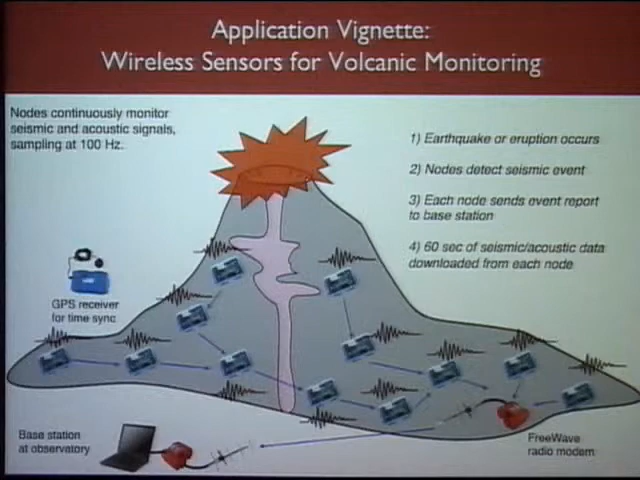 Application Vignette:
Wireless Sensors for Volcanic Monitoring
Nodes continuously monitor
seismic and acoustic signals,
sampling at 100 Hz.
1) Earthquake or eruption occurs
2) Nodes detect seismic event
3) Each node sends event report
to base station
4) 60 sec of seismic/acoustic data
downloaded from each node
GPS receiver
for time sync
Base station
at observatory
FreeWave
radio modem